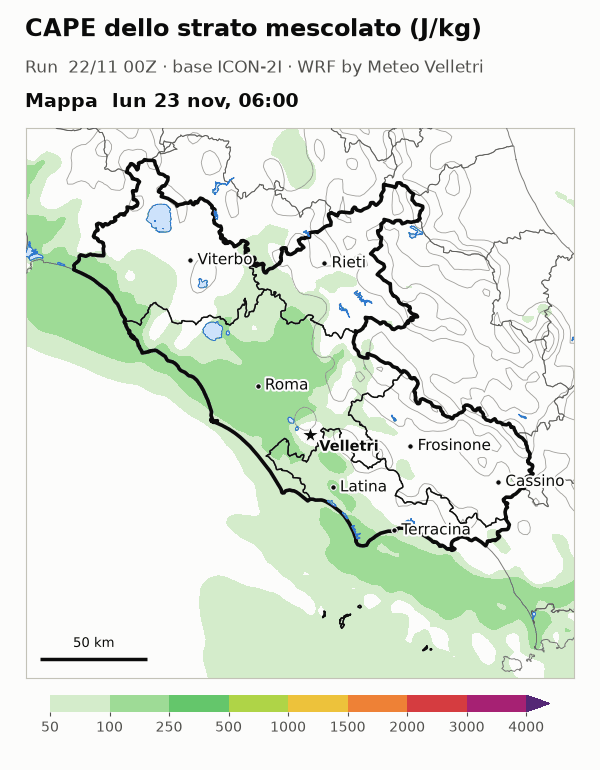 CAPE dello strato mescolato (J/kg)
Run  22/11 00Z · base ICON-2I · WRF by Meteo Velletri
Mappa  lun 23 nov, 06:00
Viterbo
Rieti
Roma
Velletri
Frosinone
Latina
Cassino
Terracina
50 km
50 100 250 500 1000 1500 2000 3000 4000